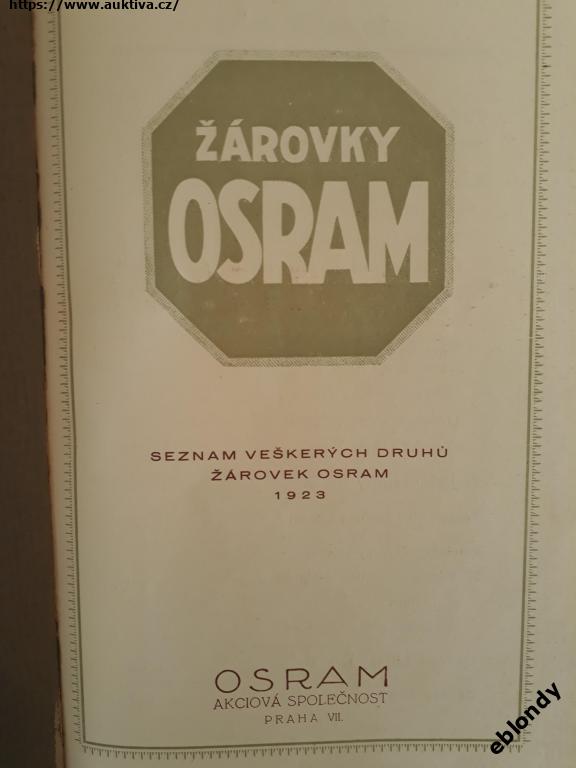 https://www.auktiva.cz/
ŽÁROVKY
OSRAM
SEZNAM VEŠKERÝCH DRUHŮ
ŽÁROVEK OSRAM
1923
OSRAM
AKCIOVÁ SPOLEČNOST
PRAHA VII.
eblondy